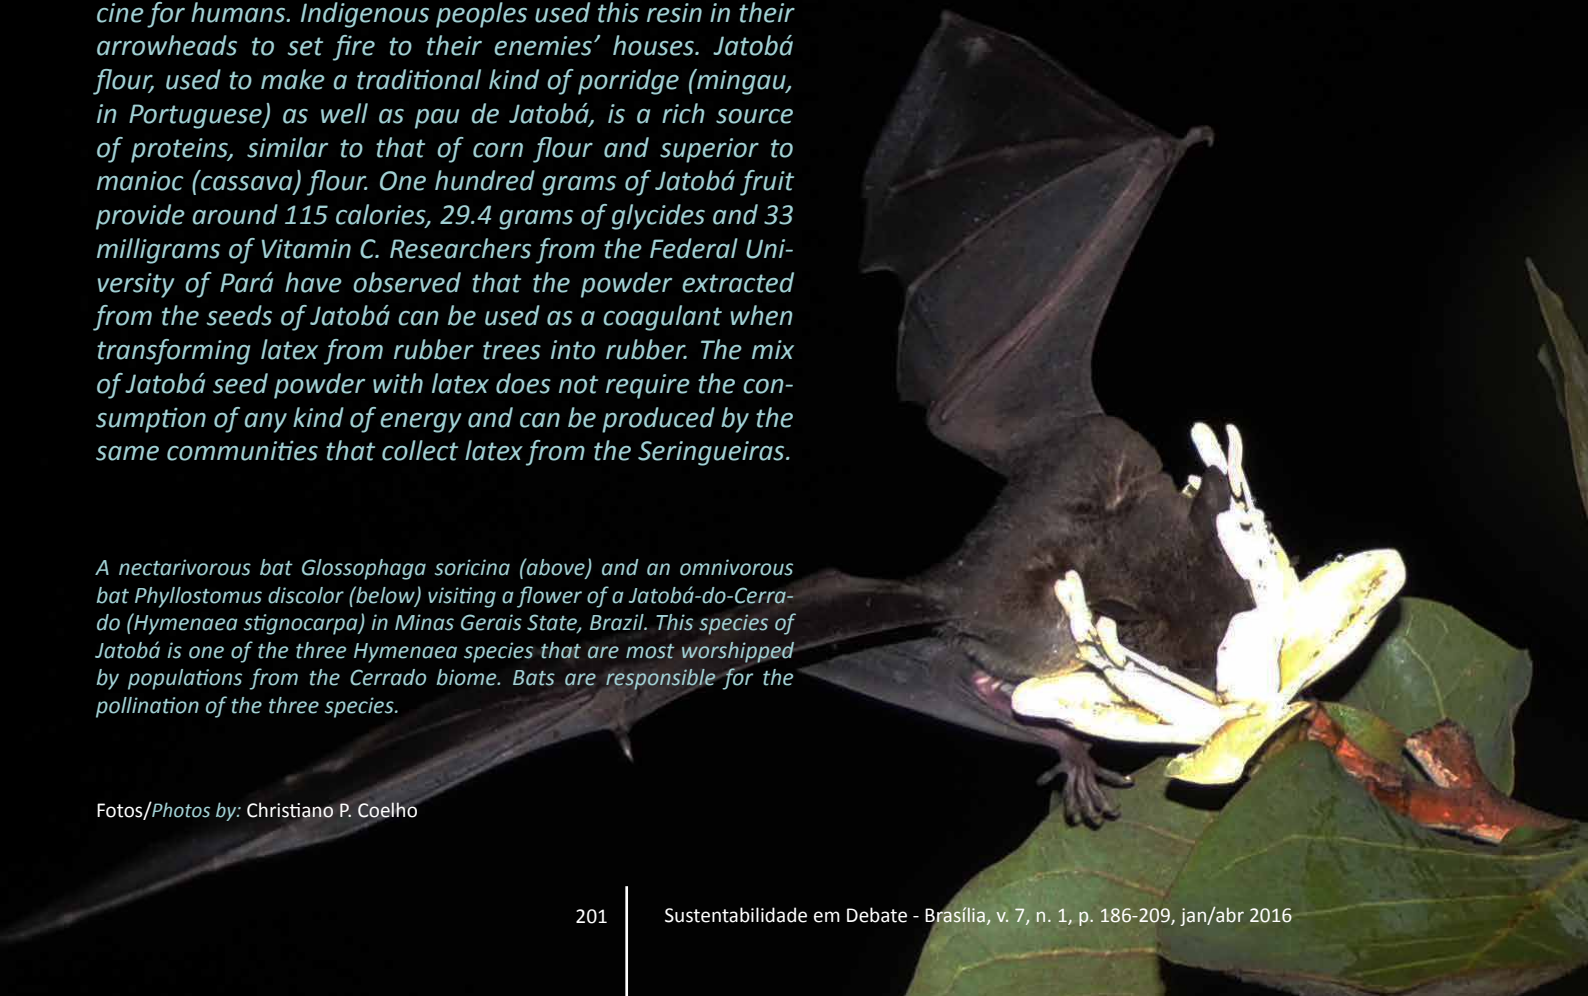 cine for humans. Indigenous peoples used this resin in their
arrowheads to set fire to their enemies’ houses. Jatobá
flour, used to make a traditional kind of porridge (mingau,
in Portuguese) as well as pau de Jatobá, is a rich source
of proteins, similar to that of corn flour and superior to
manioc (cassava) flour. One hundred grams of Jatobá fruit
provide around 115 calories, 29.4 grams of glycides and 33
milligrams of Vitamin C. Researchers from the Federal Uni-
versity of Pará have observed that the powder extracted
from the seeds of Jatobá can be used as a coagulant when
transforming latex from rubber trees into rubber. The mix
of Jatobá seed powder with latex does not require the con-
sumption of any kind of energy and can be produced by the
same communities that collect latex from the Seringueiras.
A nectarivorous bat Glossophaga soricina (above) and an omnivorous
bat Phyllostomus discolor (below) visiting a flower of a Jatobá-do-Cerra-
do (Hymenaea stignocarpa) in Minas Gerais State, Brazil. This species of
Jatobá is one of the three Hymenaea species that are most worshipped
by populations from the Cerrado biome. Bats are responsible for the
pollination of the three species.
Fotos/Photos by: Christiano P. Coelho
201
Sustentabilidade em Debate - Brasília, v. 7, n. 1, p. 186-209, jan/abr 2016